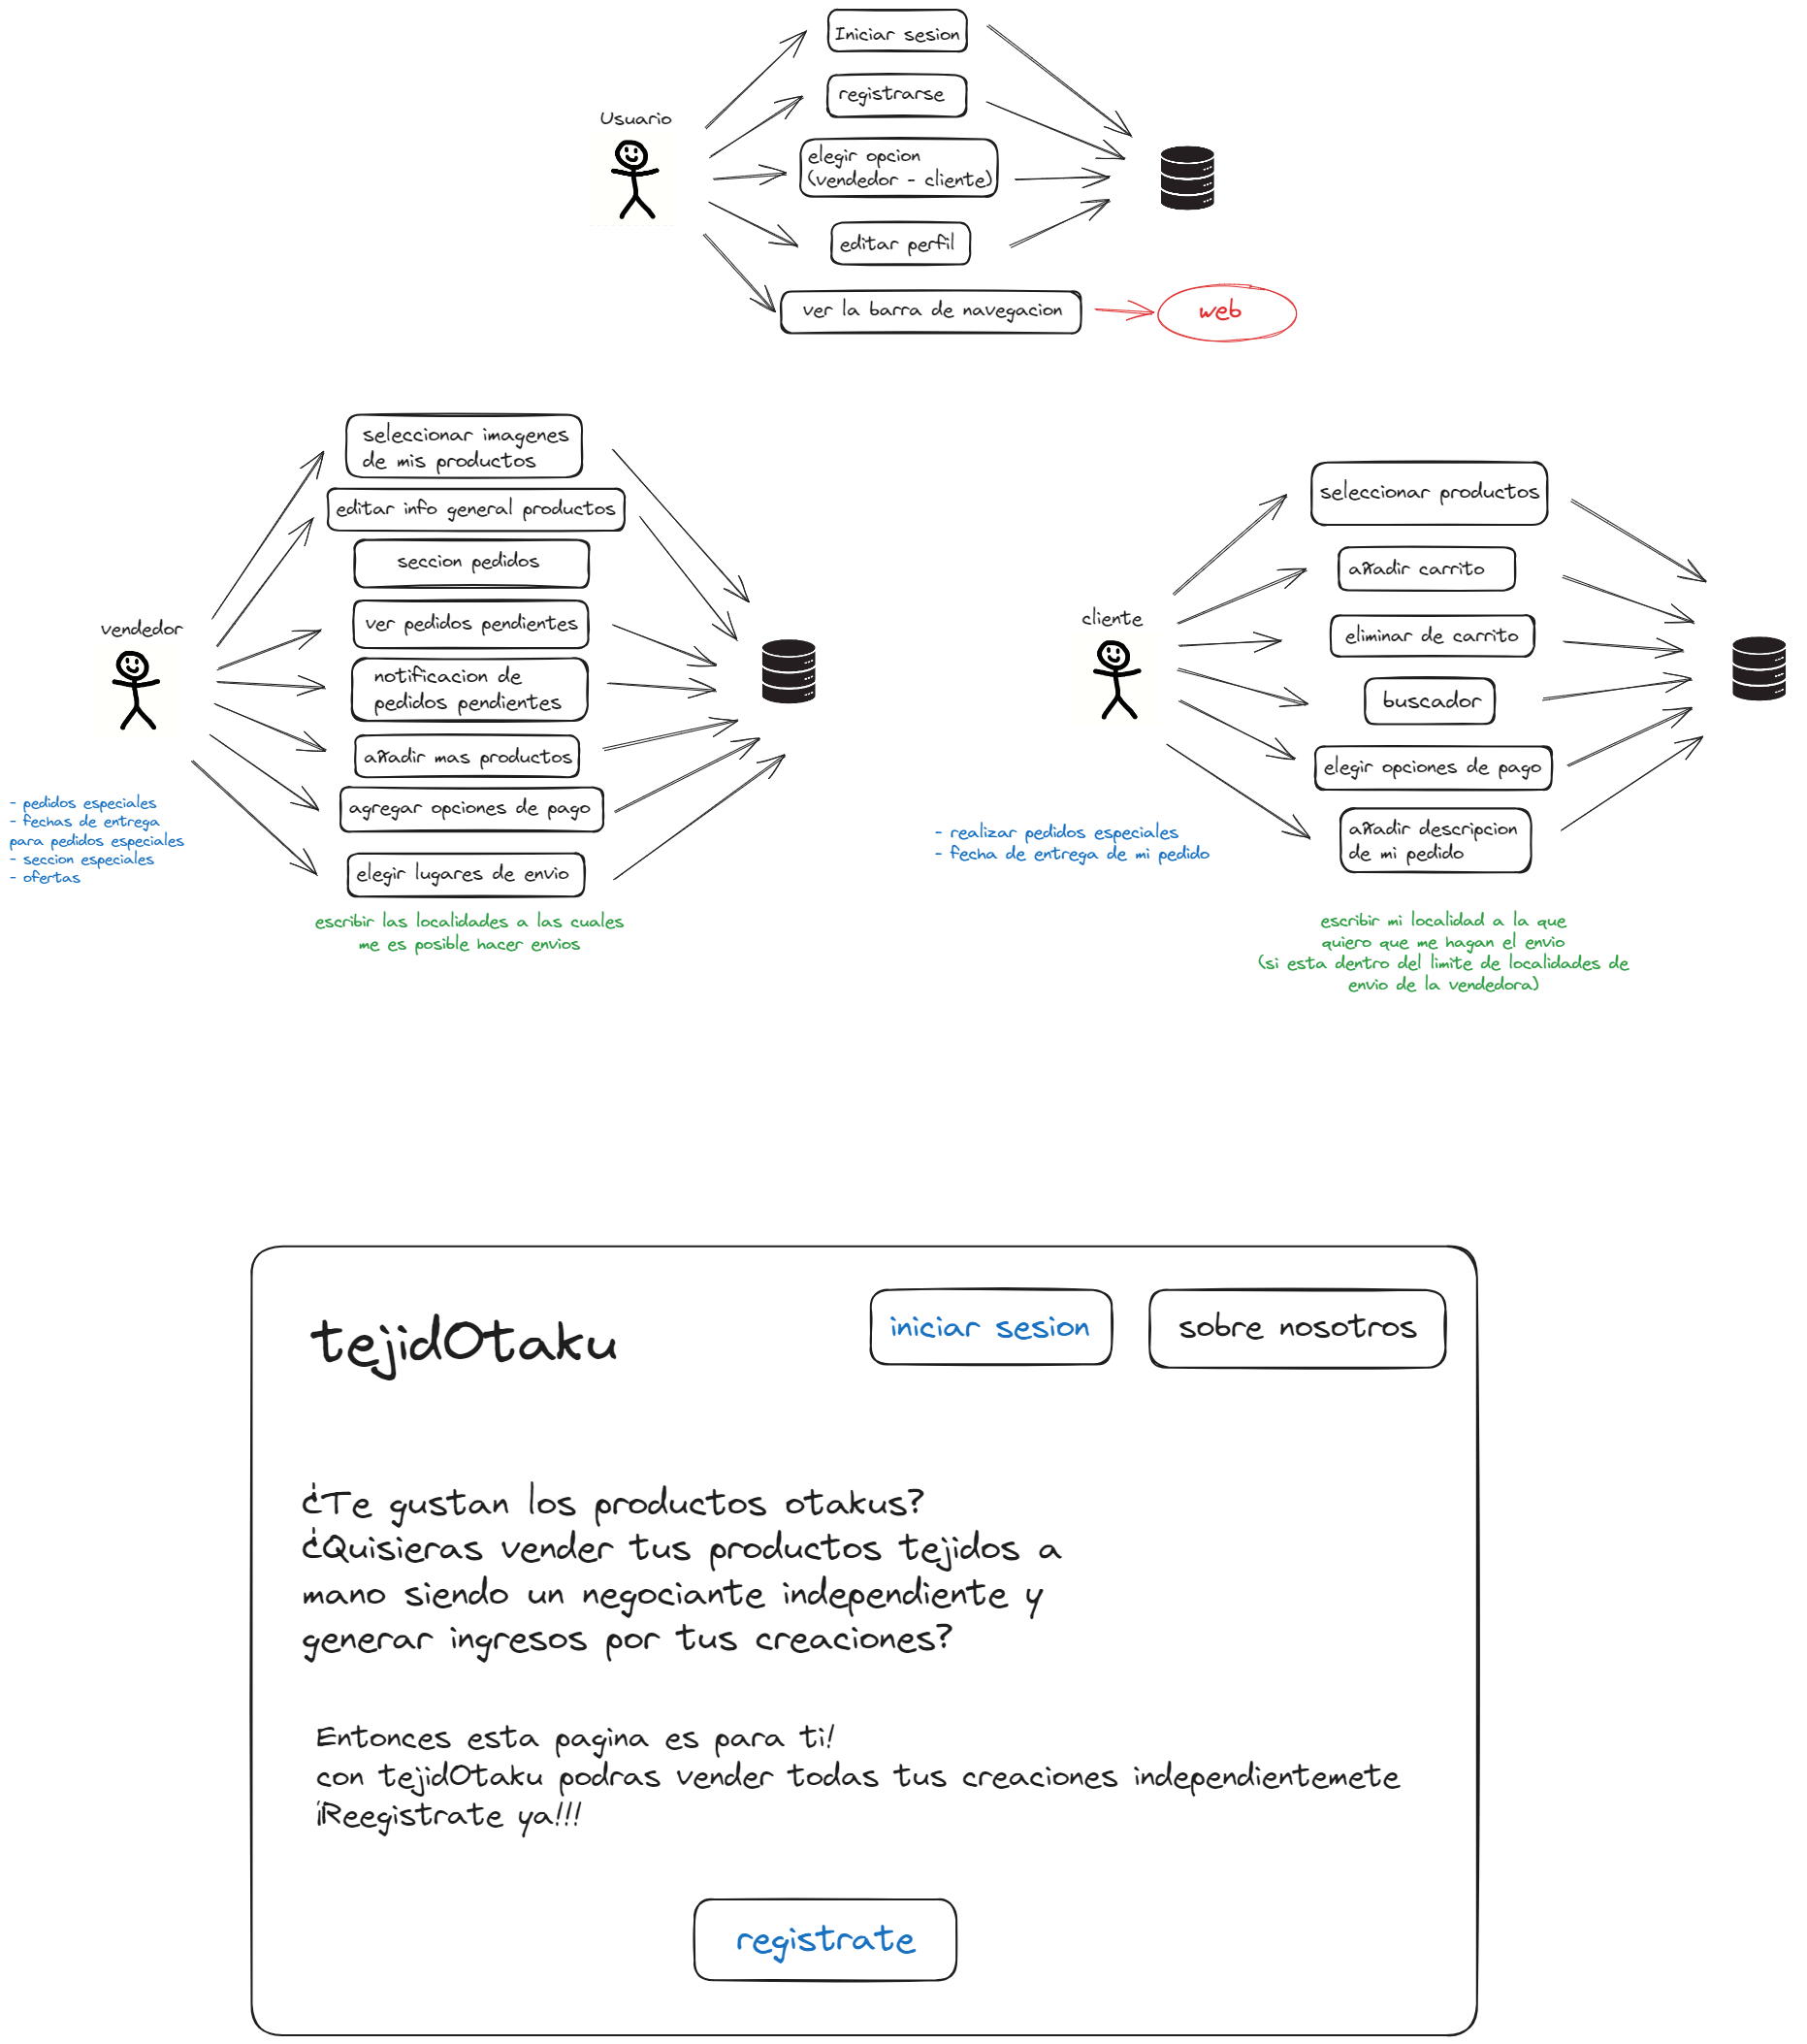 Usuario
Iniciar sesion
registrarse
elegir opcion
(vendedor - cliente)
editar perfil
ver la barra de navegacion
web
vendedor
seleccionar imagenes
de mis productos
editar info general productos
seccion pedidos
ver pedidos pendientes
notificacion de
pedidos pendientes
añadir mas productos
agregar opciones de pago
elegir lugares de envio
- pedidos especiales
- fechas de entrega
para pedidos especiales
- seccion especiales
- ofertas
escribir las localidades a las cuales
me es posible hacer envios
cliente
seleccionar productos
añadir carrito
eliminar de carrito
buscador
elegir opciones de pago
añadir descripcion
de mi pedido
- realizar pedidos especiales
- fecha de entrega de mi pedido
escribir mi localidad a la que
quiero que me hagan el envio
(si esta dentro del limite de localidades de
envio de la vendedora)
tejidOtaku
iniciar sesion
sobre nosotros
¿Te gustan los productos otakus?
¿Quisieras vender tus productos tejidos a
mano siendo un negociante independiente y
generar ingresos por tus creaciones?
Entonces esta pagina es para ti!
con tejidOtaku podras vender todas tus creaciones independientemete
¡Reegistrate ya!!!
registrate